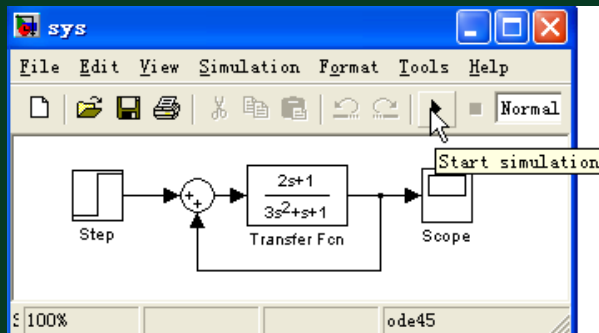 sys
File Edit View Simulation Format Tools Help
Normal
Start simulation
2s+1
3s²+s+1
+
+
Step
Transfer Fcn
Scope
100%
ode45